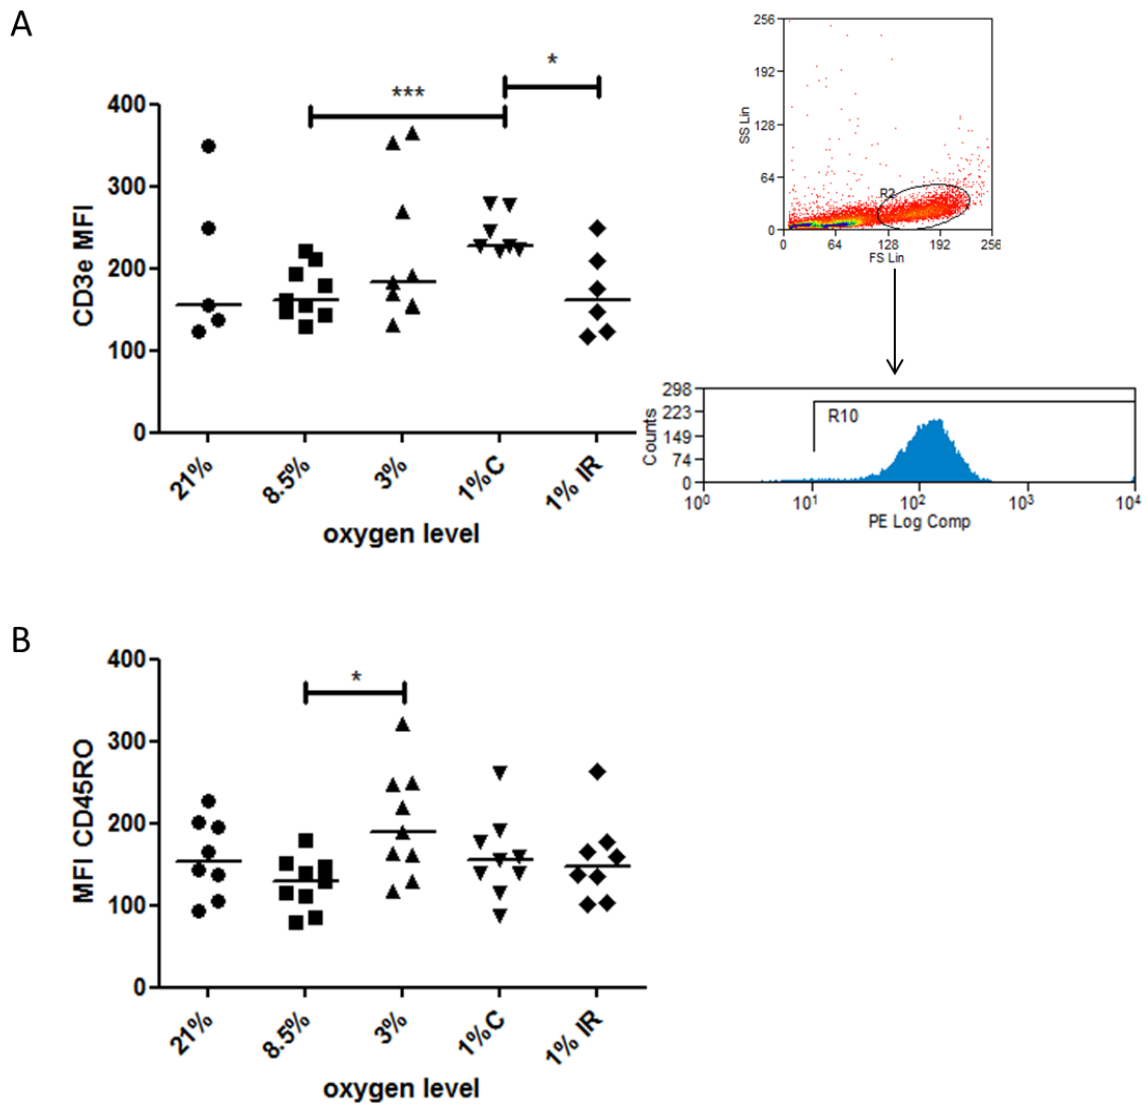 A
CD3e MFI
400
300
200
100
0
***
*
21%
8.5%
3%
1%C
1% IR
oxygen level
SS Lin
256
192
128
64
0
R2
0 64 128 192 256
FS Lin
Counts
298
223
149
74
0
R10
10⁰ 10¹ 10² 10³ 10⁴
PE Log Comp
B
MFI CD45RO
400
300
200
100
0
*
21%
8.5%
3%
1%C
1% IR
oxygen level